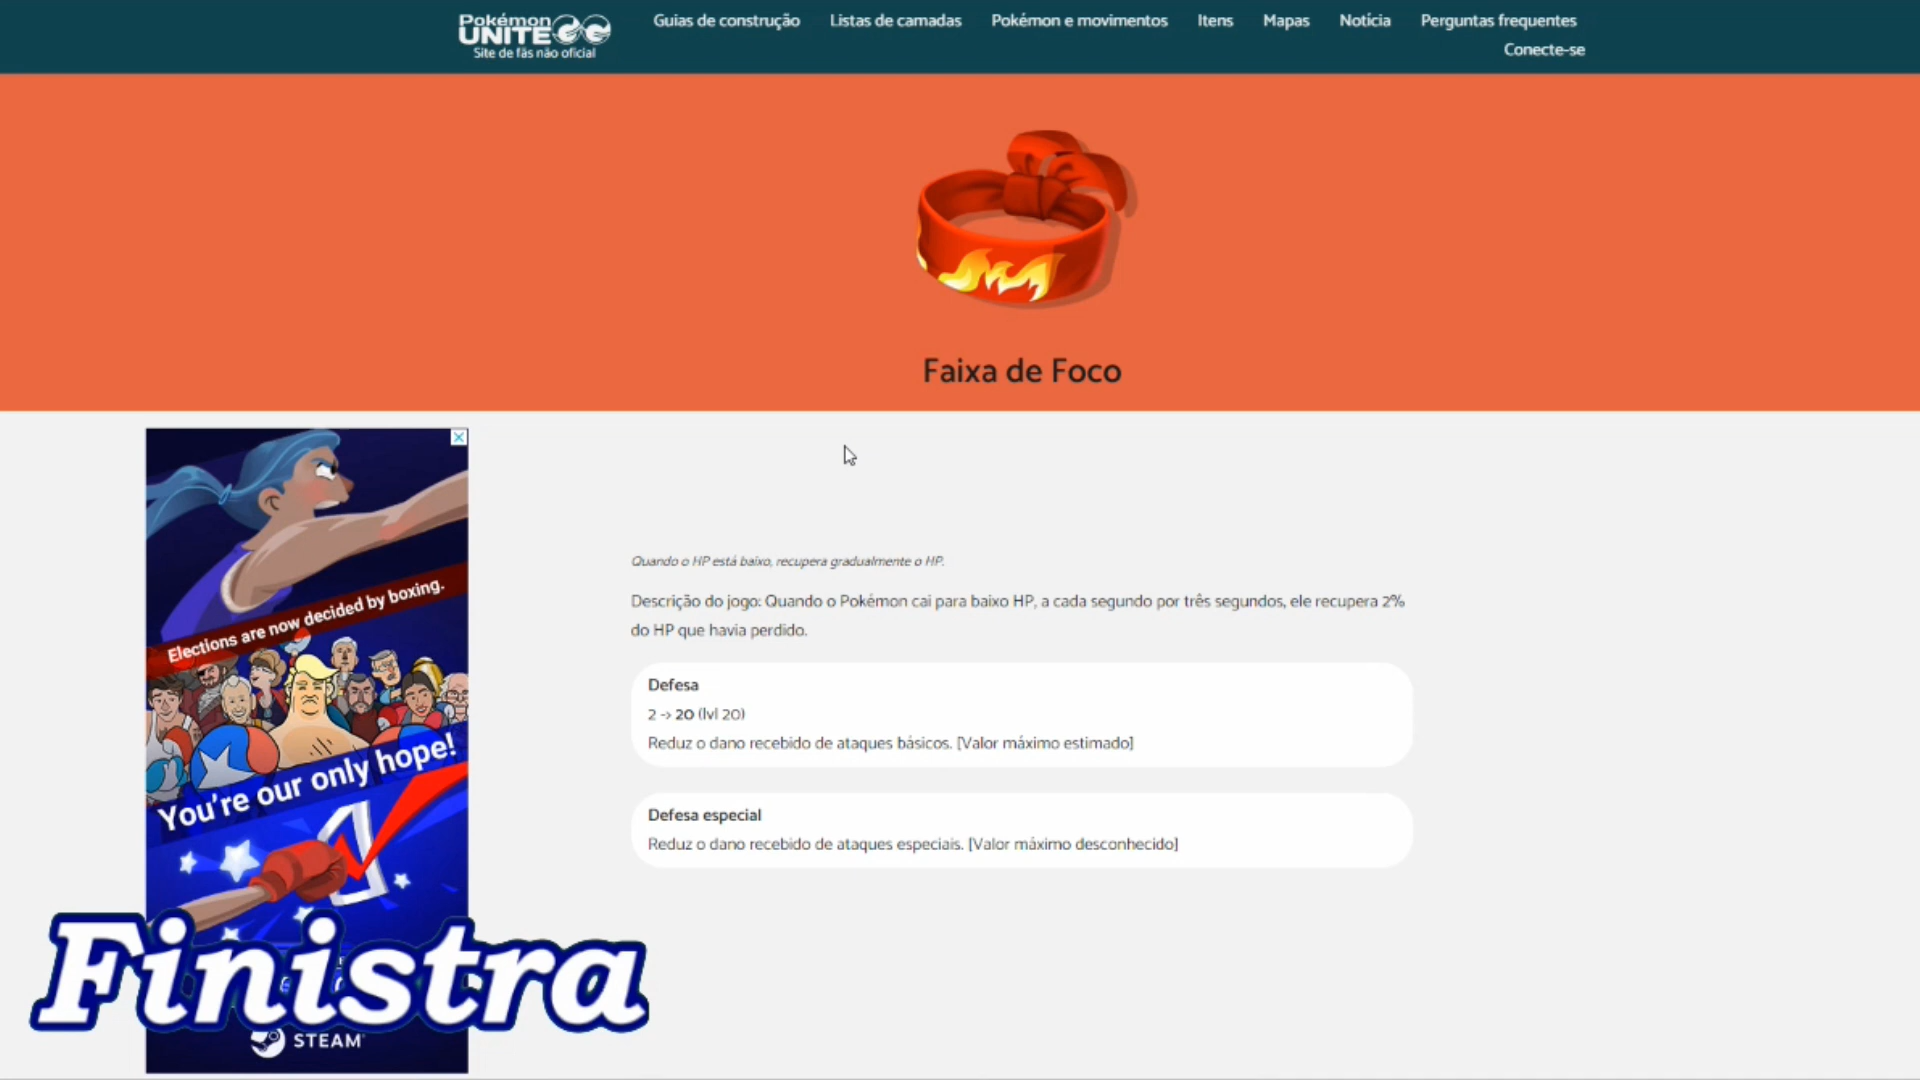 Pokémon
UNITE
Site de fãs não oficial
Guias de construção
Listas de camadas
Pokémon e movimentos
Itens
Mapas
Notícia
Perguntas frequentes
Conecte-se
Faixa de Foco
Quando o HP está baixo, recupera gradualmente o HP.
Descrição do jogo: Quando o Pokémon cai para baixo HP, a cada segundo por três segundos, ele recupera 2%
do HP que havia perdido.
Defesa
2 -> 20 (lvl 20)
Reduz o dano recebido de ataques básicos. [Valor máximo estimado]
Defesa especial
Reduz o dano recebido de ataques especiais. [Valor máximo desconhecido]
Elections are now decided by boxing.
You're our only hope!
Finistra
STEAM